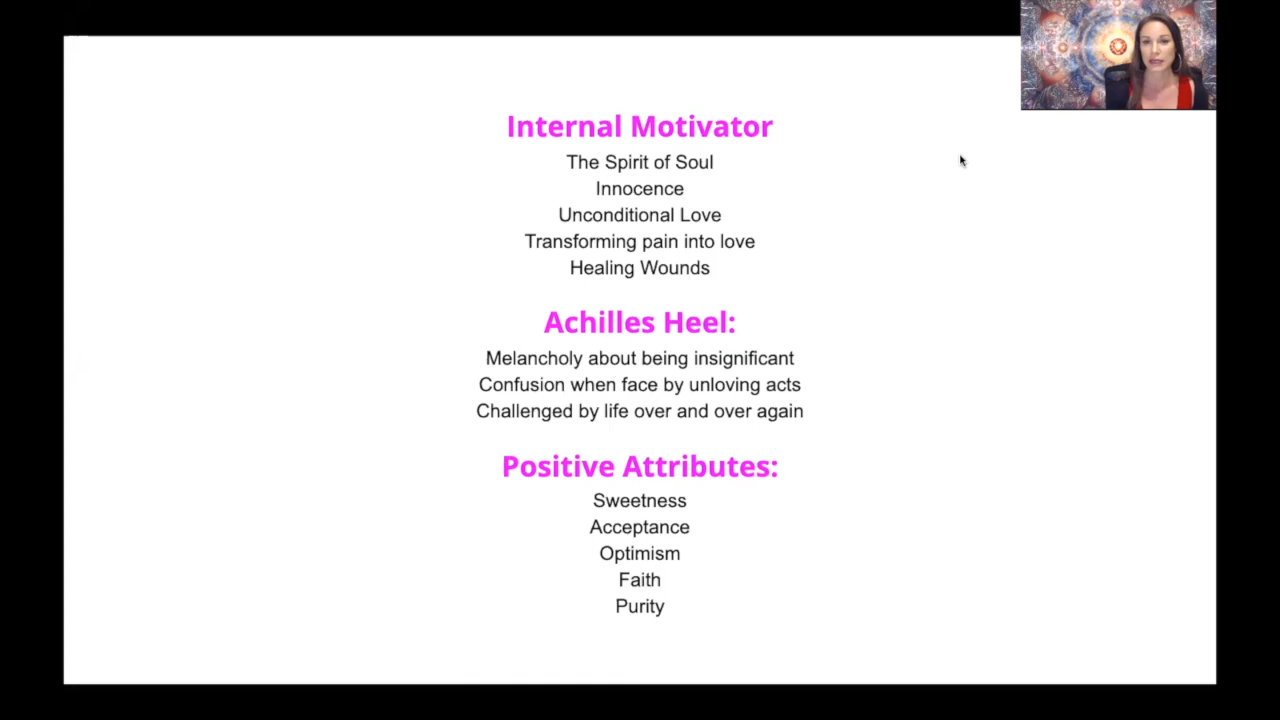 Internal Motivator
The Spirit of Soul
Innocence
Unconditional Love
Transforming pain into love
Healing Wounds
Achilles Heel:
Melancholy about being insignificant
Confusion when face by unloving acts
Challenged by life over and over again
Positive Attributes:
Sweetness
Acceptance
Optimism
Faith
Purity